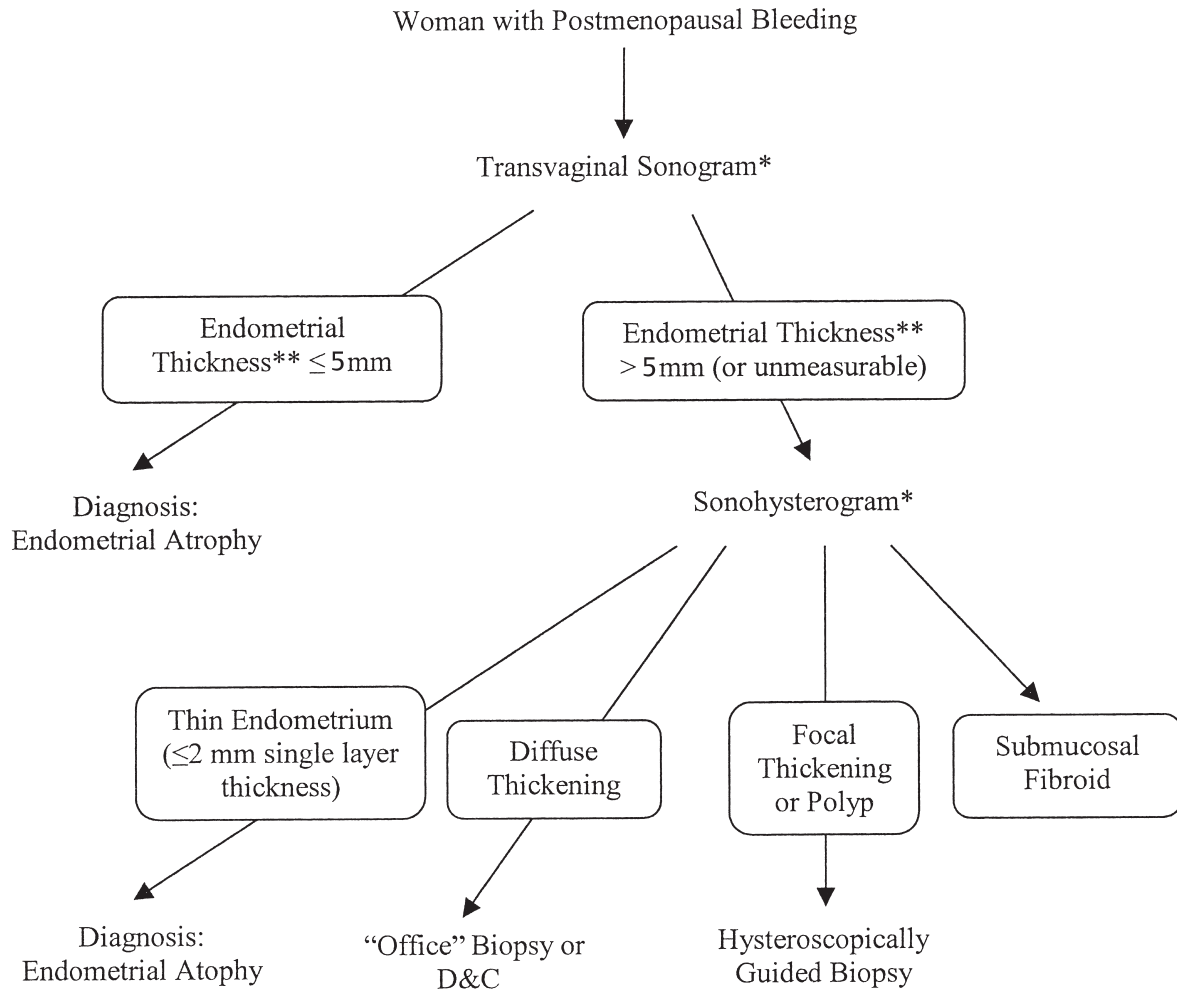 Woman with Postmenopausal Bleeding
Transvaginal Sonogram*
Endometrial
Thickness** ≤ 5mm
Endometrial Thickness**
> 5mm (or unmeasurable)
Diagnosis:
Endometrial Atrophy
Sonohysterogram*
Thin Endometrium
(≤2 mm single layer
thickness)
Diffuse
Thickening
Focal
Thickening
or Polyp
Submucosal
Fibroid
Diagnosis:
Endometrial Atophy
“Office” Biopsy or
D&C
Hysteroscopically
Guided Biopsy